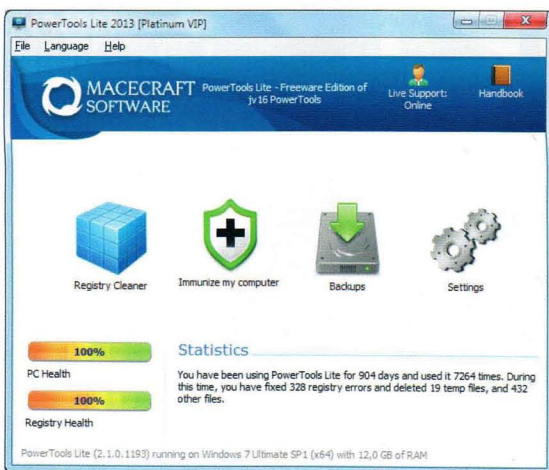 PowerTools Lite 2013 [Platinum VIP]
File Language Help
MACECRAFT
SOFTWARE
PowerTools Lite - Freeware Edition of
jv16 PowerTools
Live Support:
Online
Handbook
Registry Cleaner
Immunize my computer
Backups
Settings
100%
PC Health
100%
Registry Health
Statistics
You have been using PowerTools Lite for 904 days and used it 7264 times. During
this time, you have fixed 328 registry errors and deleted 19 temp files, and 432
other files.
PowerTools Lite (2.1.0.1193) running on Windows 7 Ultimate SP1 (x64) with 12,0 GB of RAM